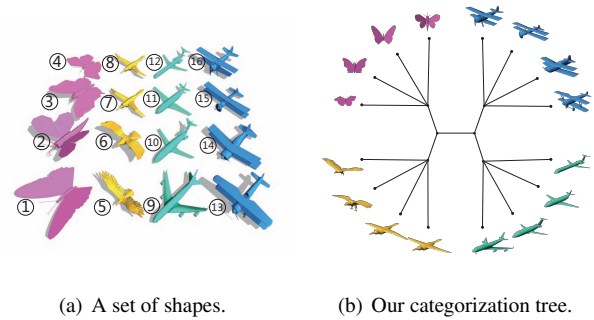 ④ ⑧ ⑫ ⑯
③ ⑦ ⑪ ⑮
② ⑥ ⑩ ⑭
① ⑤ ⑨ ⑬
(a) A set of shapes. (b) Our categorization tree.